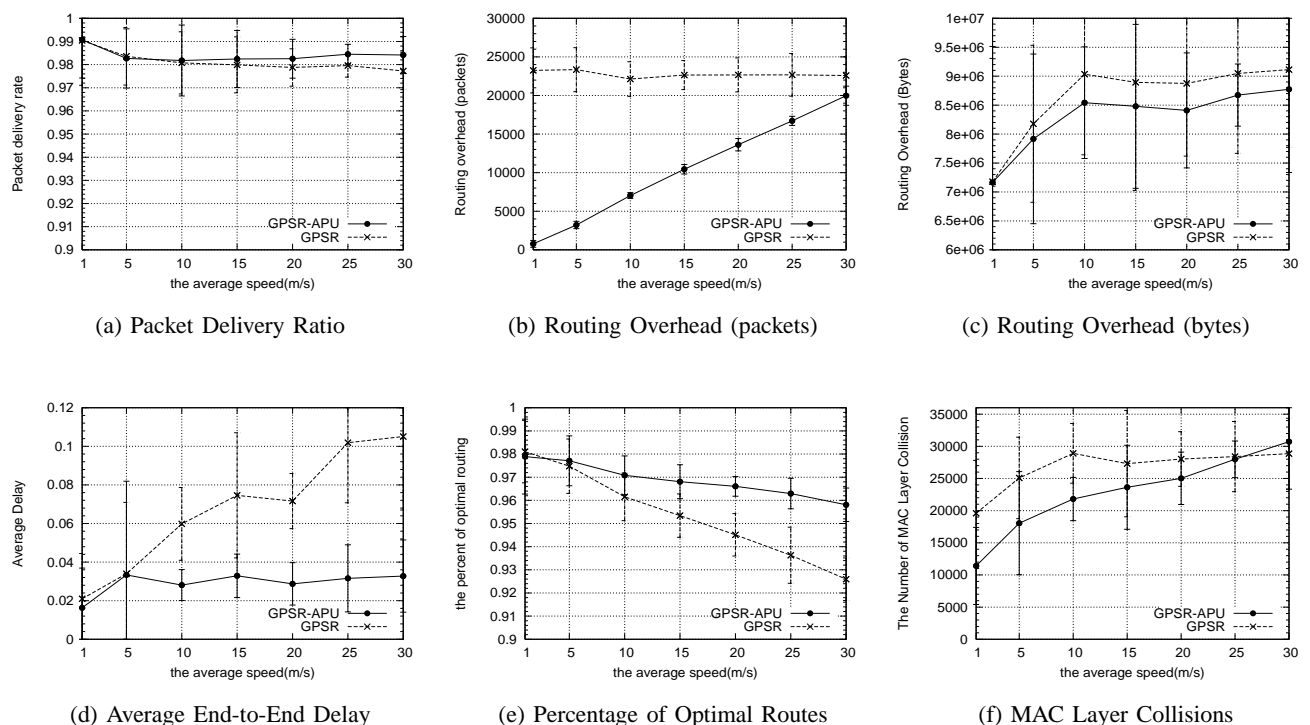 1
0.99
0.98
0.97
0.96
0.95
0.94
0.93
0.92
0.91
0.9
Packet delivery rate
GPSR-APU
GPSR
1 5 10 15 20 25 30
the average speed(m/s)
(a) Packet Delivery Ratio
30000
25000
20000
15000
10000
5000
0
Routing overhead (packets)
GPSR-APU
GPSR
1 5 10 15 20 25 30
the average speed(m/s)
(b) Routing Overhead (packets)
1e+07
9.5e+06
9e+06
8.5e+06
8e+06
7.5e+06
7e+06
6.5e+06
6e+06
Routing Overhead (Bytes)
GPSR-APU
GPSR
1 5 10 15 20 25 30
the average speed(m/s)
(c) Routing Overhead (bytes)
0.12
0.1
0.08
0.06
0.04
0.02
0
Average Delay
GPSR-APU
GPSR
1 5 10 15 20 25 30
the average speed(m/s)
(d) Average End-to-End Delay
1
0.99
0.98
0.97
0.96
0.95
0.94
0.93
0.92
0.91
0.9
the percent of optimal routing
GPSR-APU
GPSR
1 5 10 15 20 25 30
the average speed(m/s)
(e) Percentage of Optimal Routes
35000
30000
25000
20000
15000
10000
5000
0
The Number of MAC Layer Collision
GPSR-APU
GPSR
1 5 10 15 20 25 30
the average speed(m/s)
(f) MAC Layer Collisions